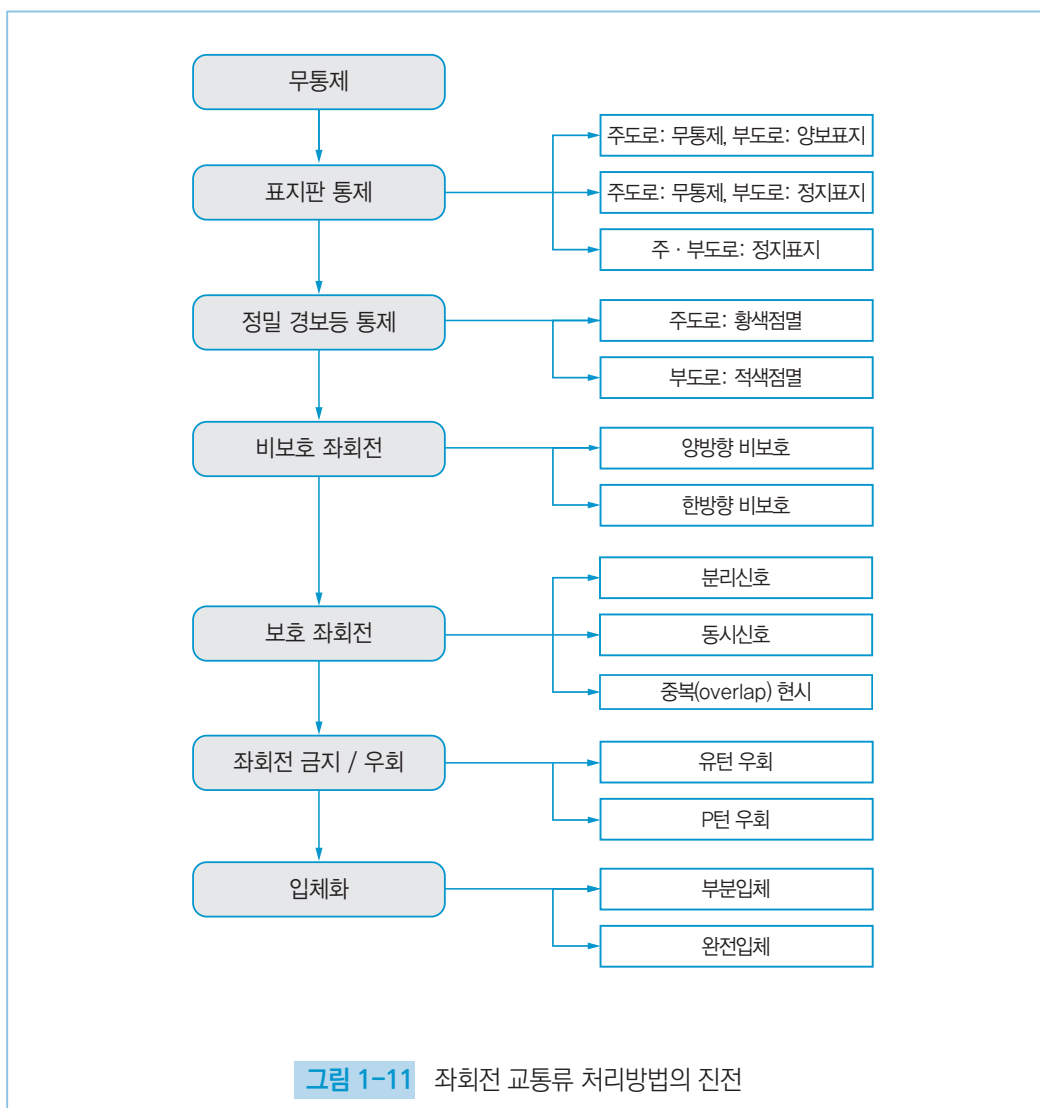 무통제
주도로: 무통제, 부도로: 양보표지
표지판 통제
주도로: 무통제, 부도로: 정지표지
주 · 부도로: 정지표지
정밀 경보등 통제
주도로: 황색점멸
부도로: 적색점멸
비보호 좌회전
양방향 비보호
한방향 비보호
분리신호
보호 좌회전
동시신호
중복(overlap) 현시
좌회전 금지 / 우회
유턴 우회
P턴 우회
입체화
부분입체
완전입체
그림 1-11 좌회전 교통류 처리방법의 진전